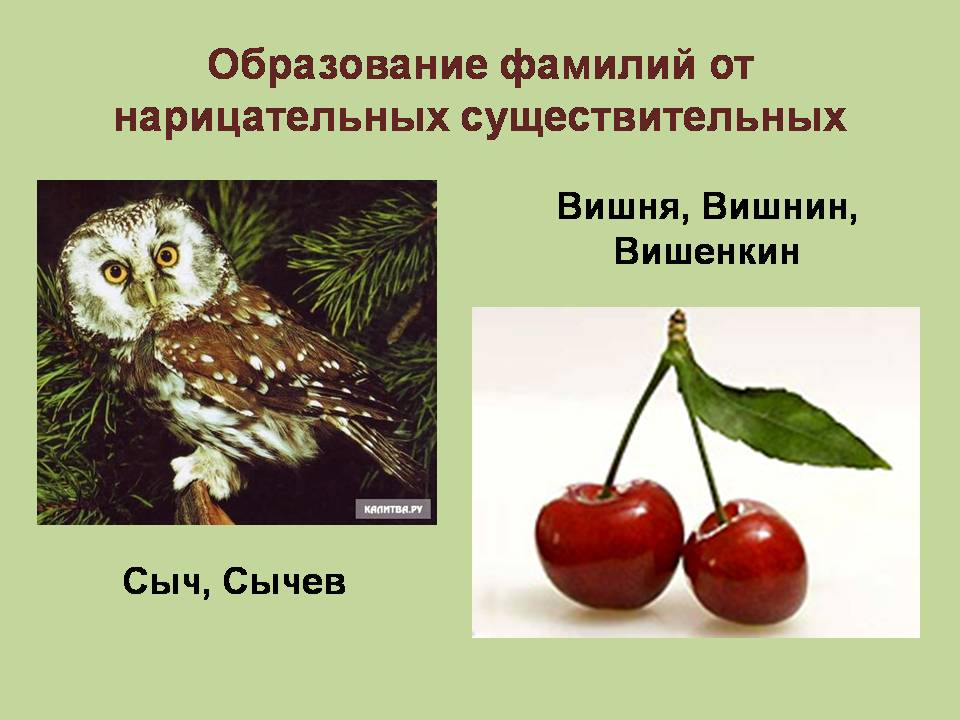 Образование фамилий от
нарицательных существительных
Вишня, Вишнин,
Вишенкин
КАЛИТВА.РУ
Сыч, Сычев